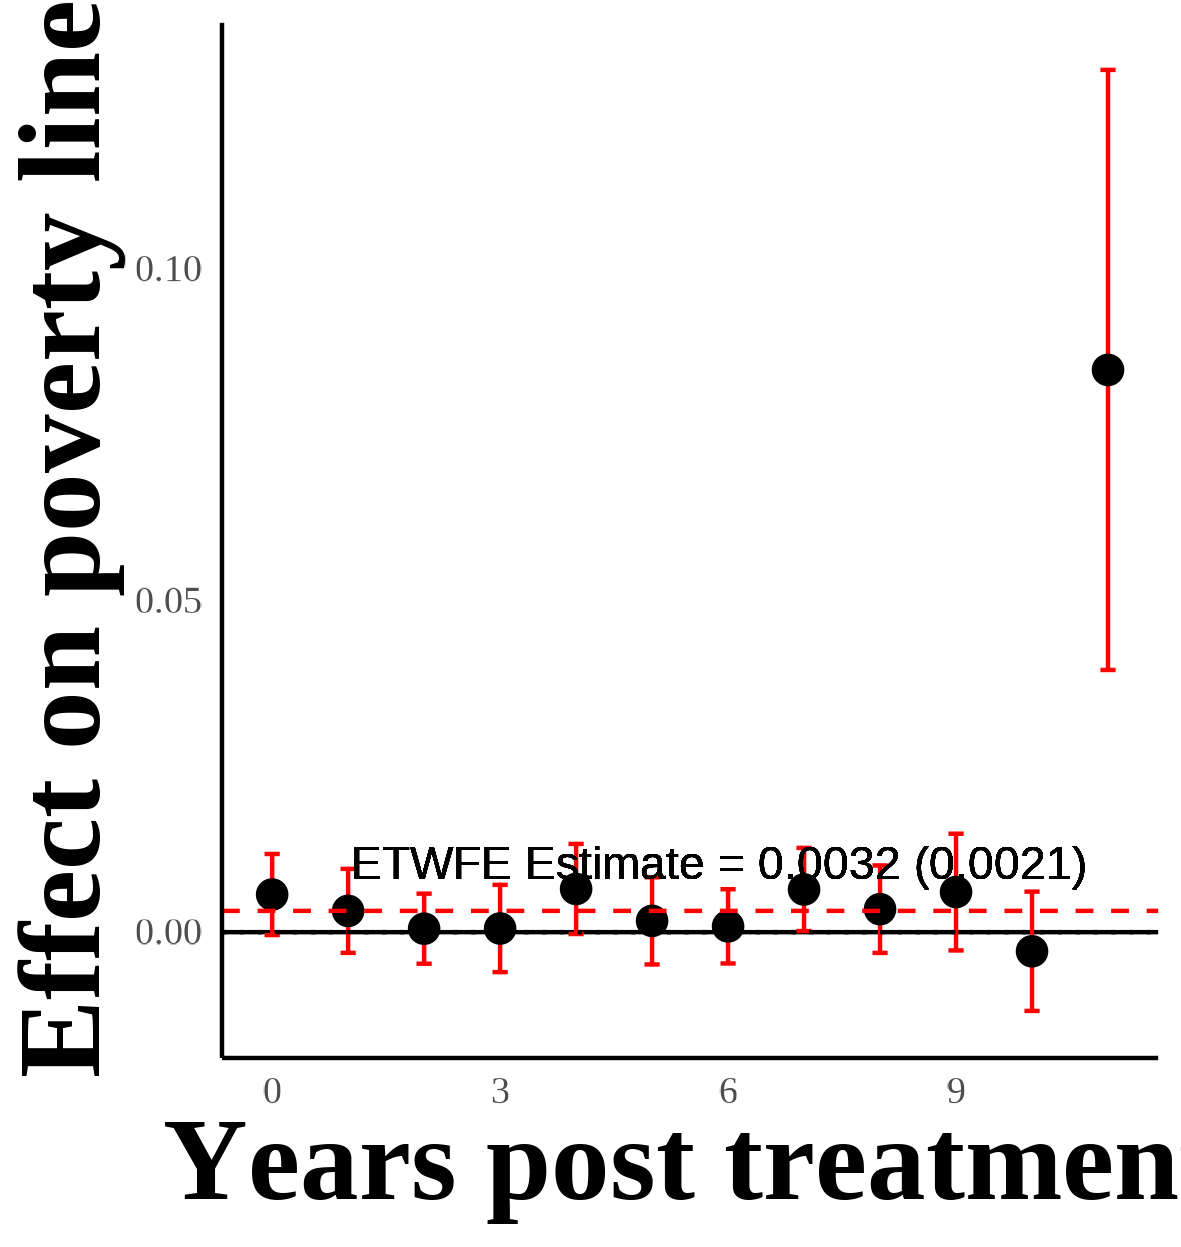 Effect on poverty line
0.10
0.05
0.00
ETWFE Estimate = 0.0032 (0.0021)
0 3 6 9
Years post treatmen